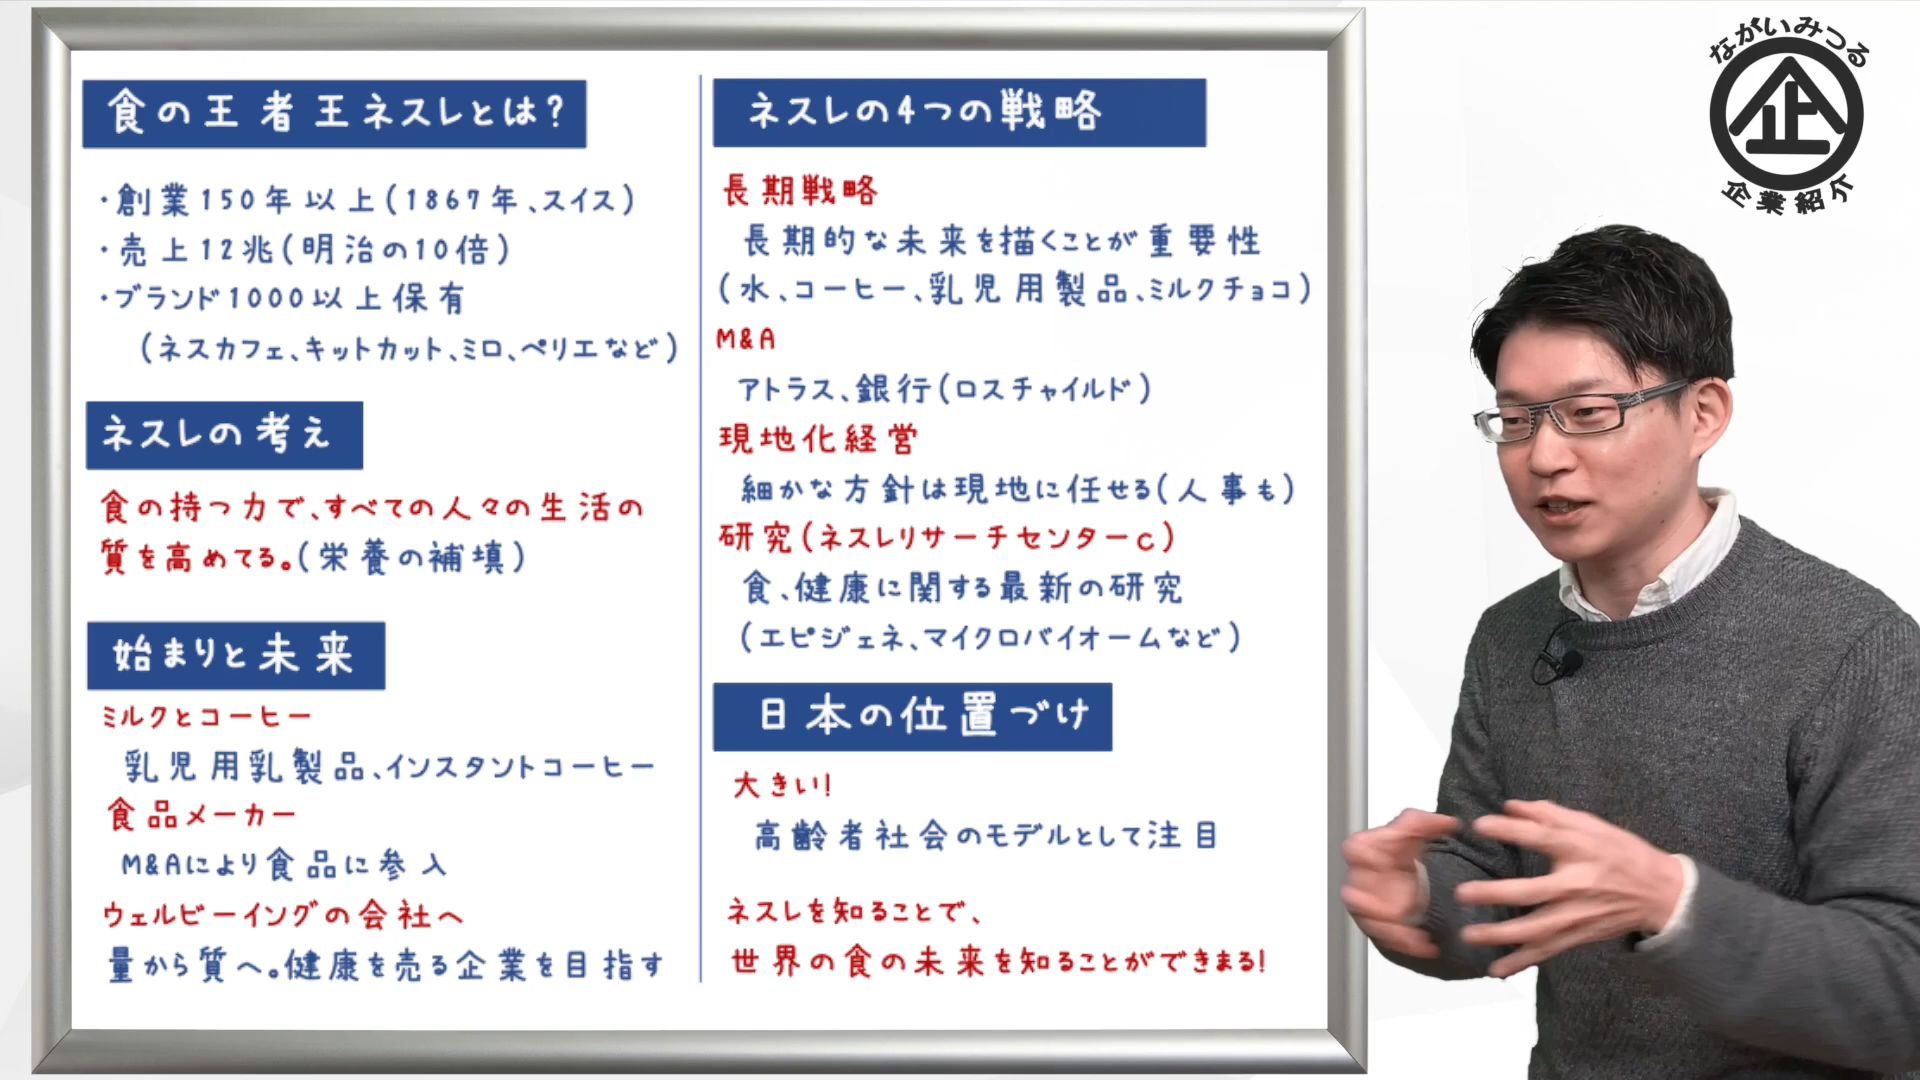 食の王者王ネスレとは?
・創業150年以上(1867年、スイス)
・売上12兆(明治の10倍)
・ブランド1000以上保有
(ネスカフェ、キットカット、ミロ、ペリエなど)
ネスレの考え
食の持つ力で、すべての人々の生活の
質を高めてる。(栄養の補填)
始まりと未来
ミルクとコーヒー
乳児用乳製品、インスタントコーヒー
食品メーカー
M&Aにより食品に参入
ウェルビーイングの会社へ
量から質へ。健康を売る企業を目指す
ネスレの4つの戦略
長期戦略
長期的な未来を描くことが重要性
(水、コーヒー、乳児用製品、ミルクチョコ)
M&A
アトラス、銀行(ロスチャイルド)
現地化経営
細かな方針は現地に任せる(人事も)
研究(ネスレリサーチセンターc)
食、健康に関する最新の研究
(エピジェネ、マイクロバイオームなど)
日本の位置づけ
大きい!
高齢者社会のモデルとして注目
ネスレを知ることで、
世界の食の未来を知ることができまる!
ながいみつる
企
企業紹介